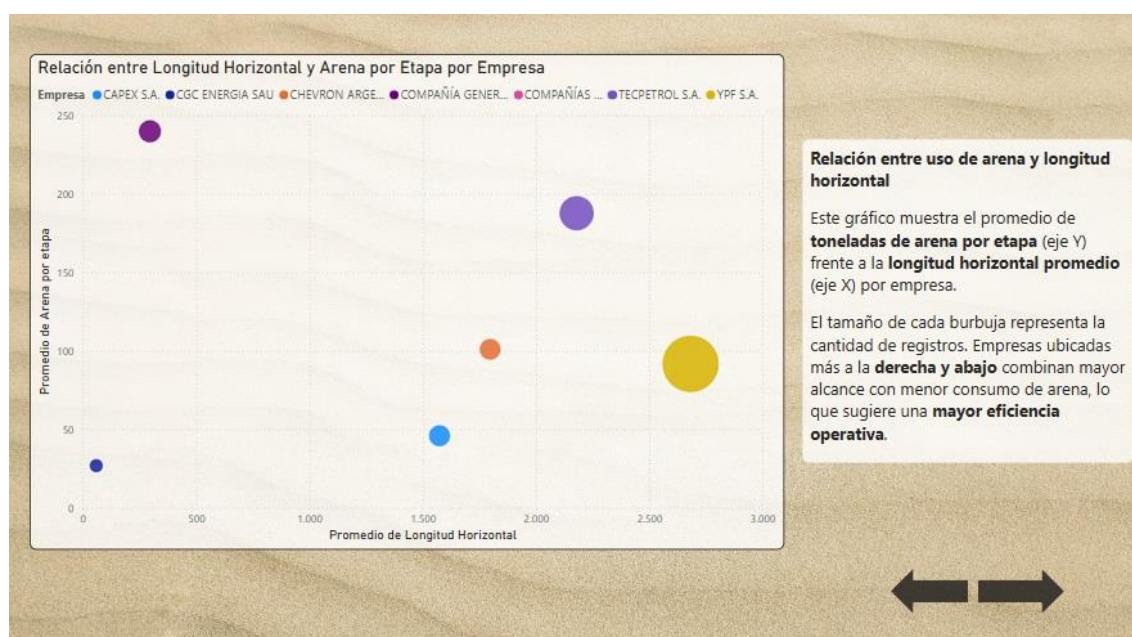 Relación entre Longitud Horizontal y Arena por Etapa por Empresa
Empresa CAPEX S.A. CGC ENERGIA SAU CHEVRON ARGE... COMPAÑÍA GENER... COMPAÑÍAS ... TECPETROL S.A. YPF S.A.
250
200
150
100
50
0
Promedio de Arena por etapa
0 500 1.000 1.500 2.000 2.500 3.000
Promedio de Longitud Horizontal
Relación entre uso de arena y longitud
horizontal
Este gráfico muestra el promedio de
toneladas de arena por etapa (eje Y)
frente a la longitud horizontal promedio
(eje X) por empresa.
El tamaño de cada burbuja representa la
cantidad de registros. Empresas ubicadas
más a la derecha y abajo combinan mayor
alcance con menor consumo de arena, lo
que sugiere una mayor eficiencia
operativa.